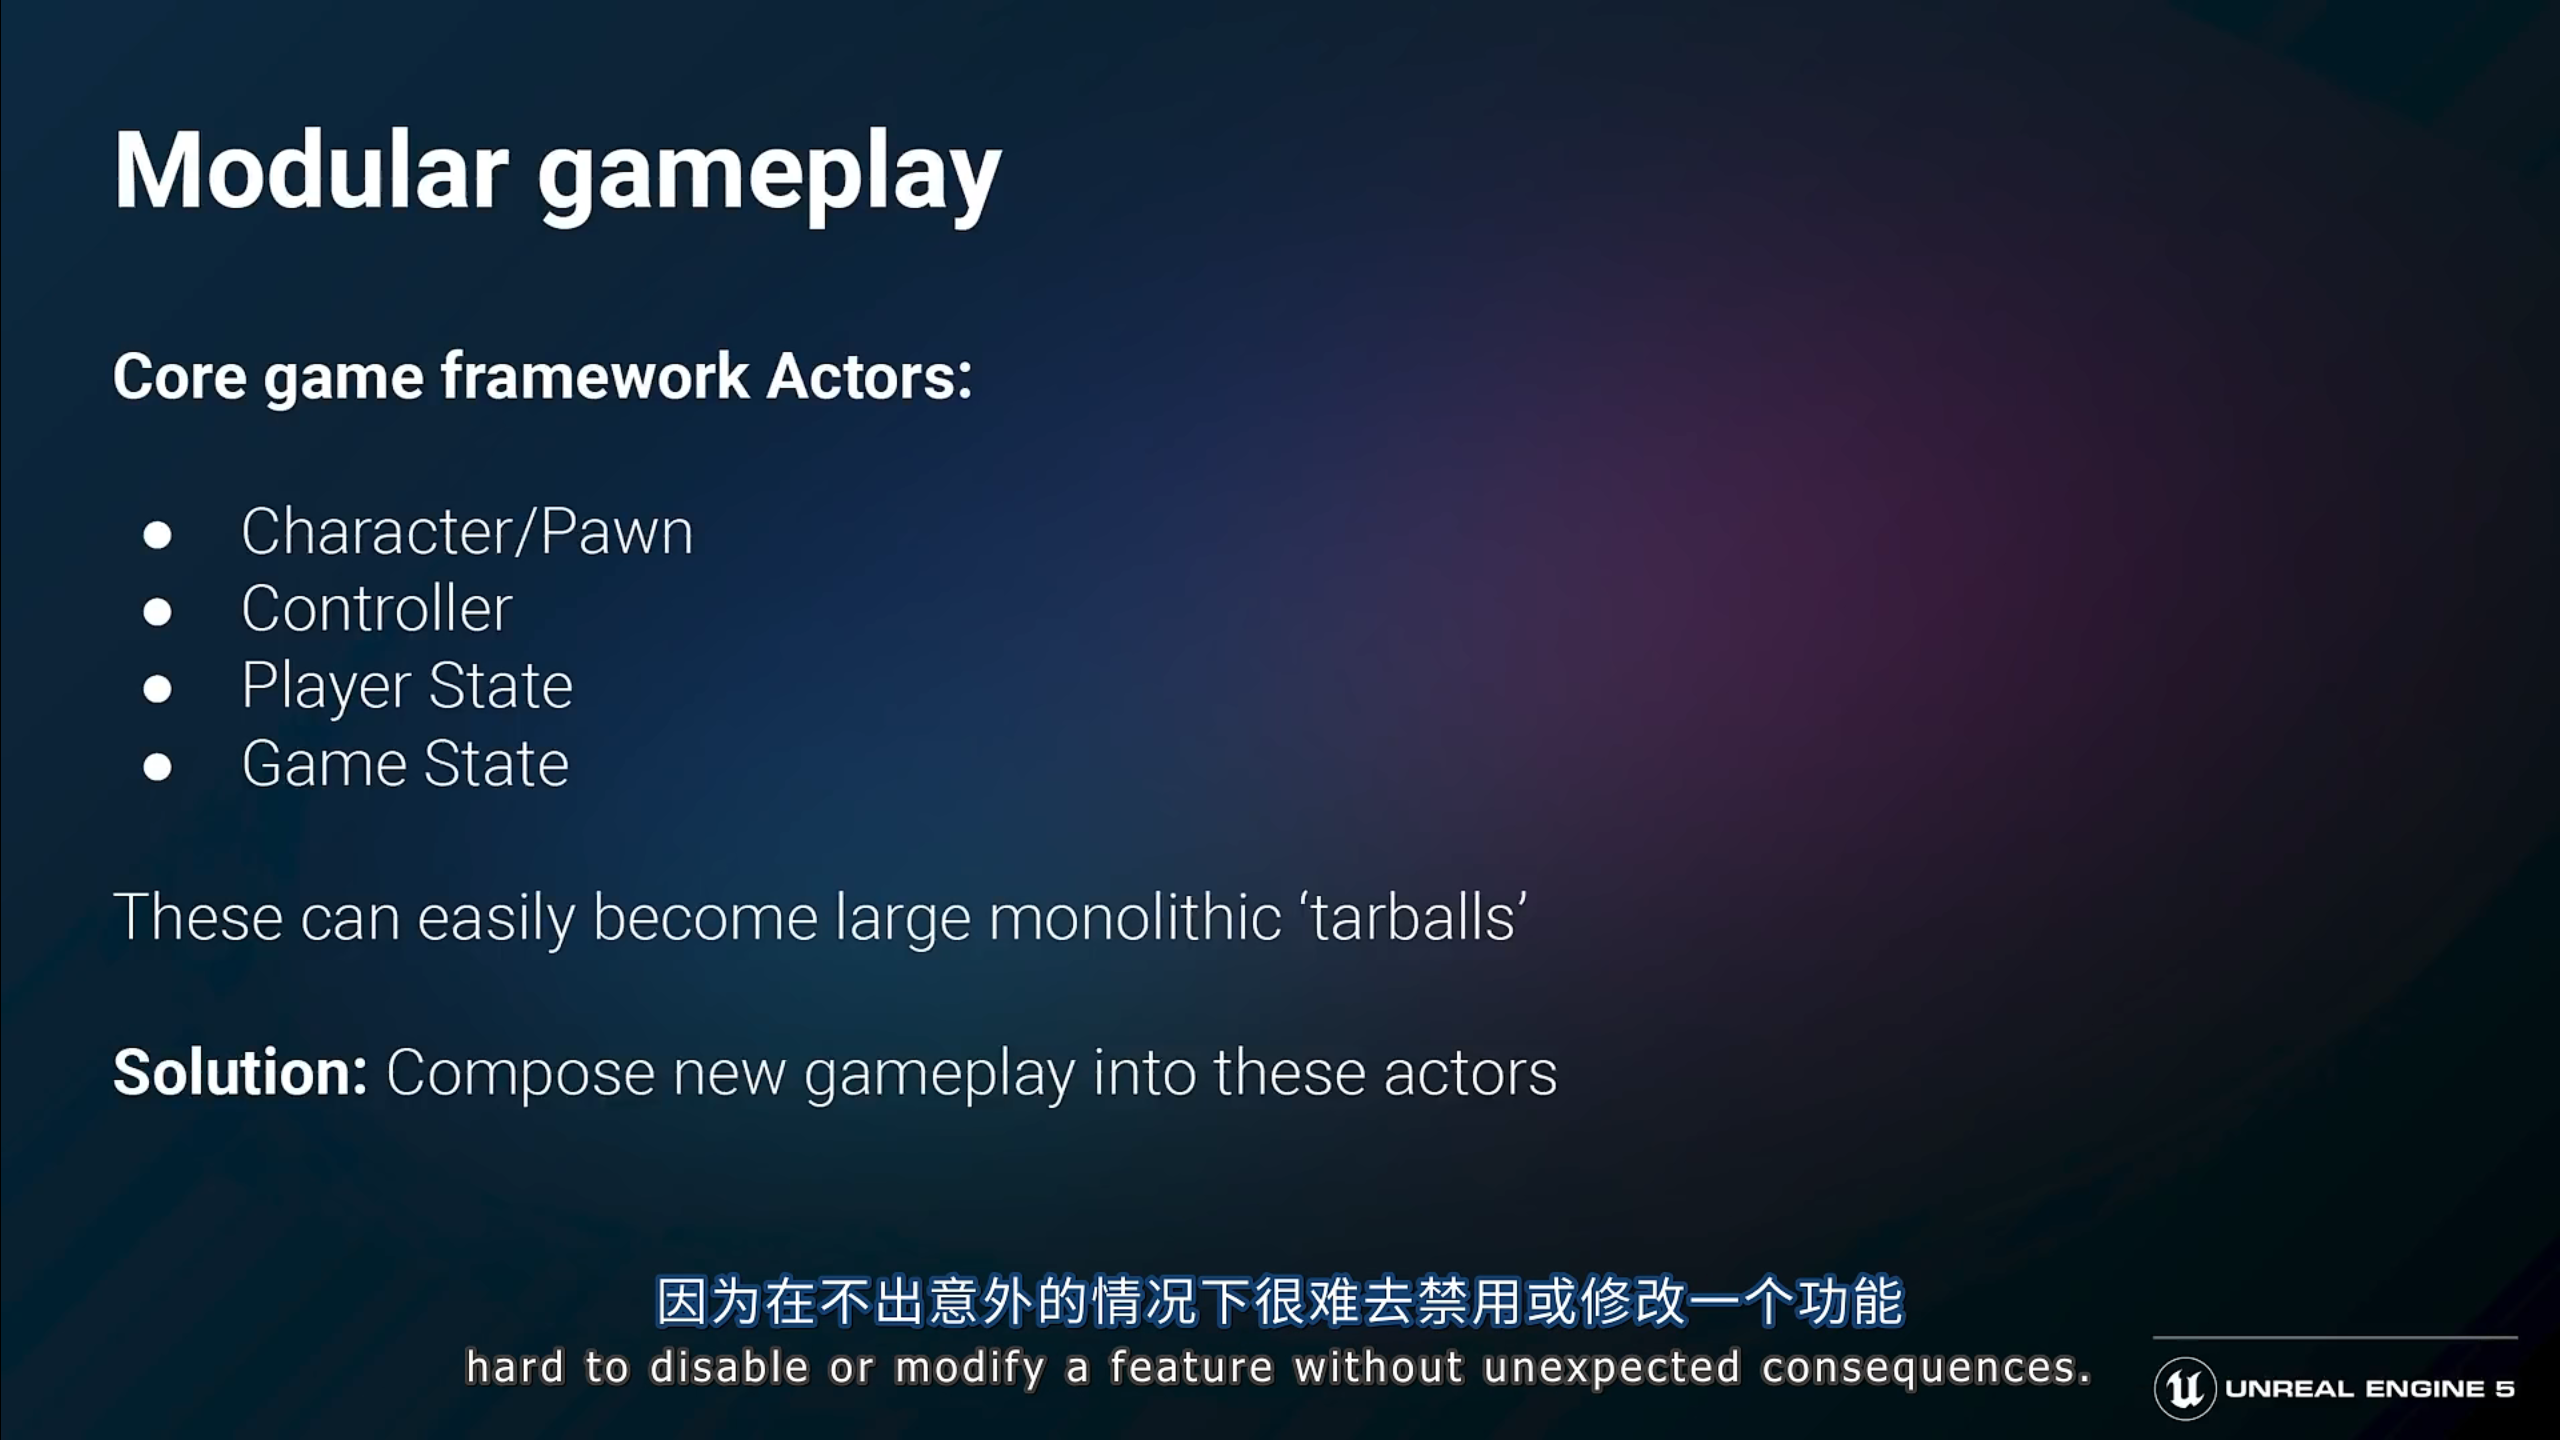 Modular gameplay
Core game framework Actors:
● Character/Pawn
● Controller
● Player State
● Game State
These can easily become large monolithic ‘tarballs’
Solution: Compose new gameplay into these actors
因为在不出意外的情况下很难去禁用或修改一个功能
hard to disable or modify a feature without unexpected consequences.
UNREAL ENGINE 5